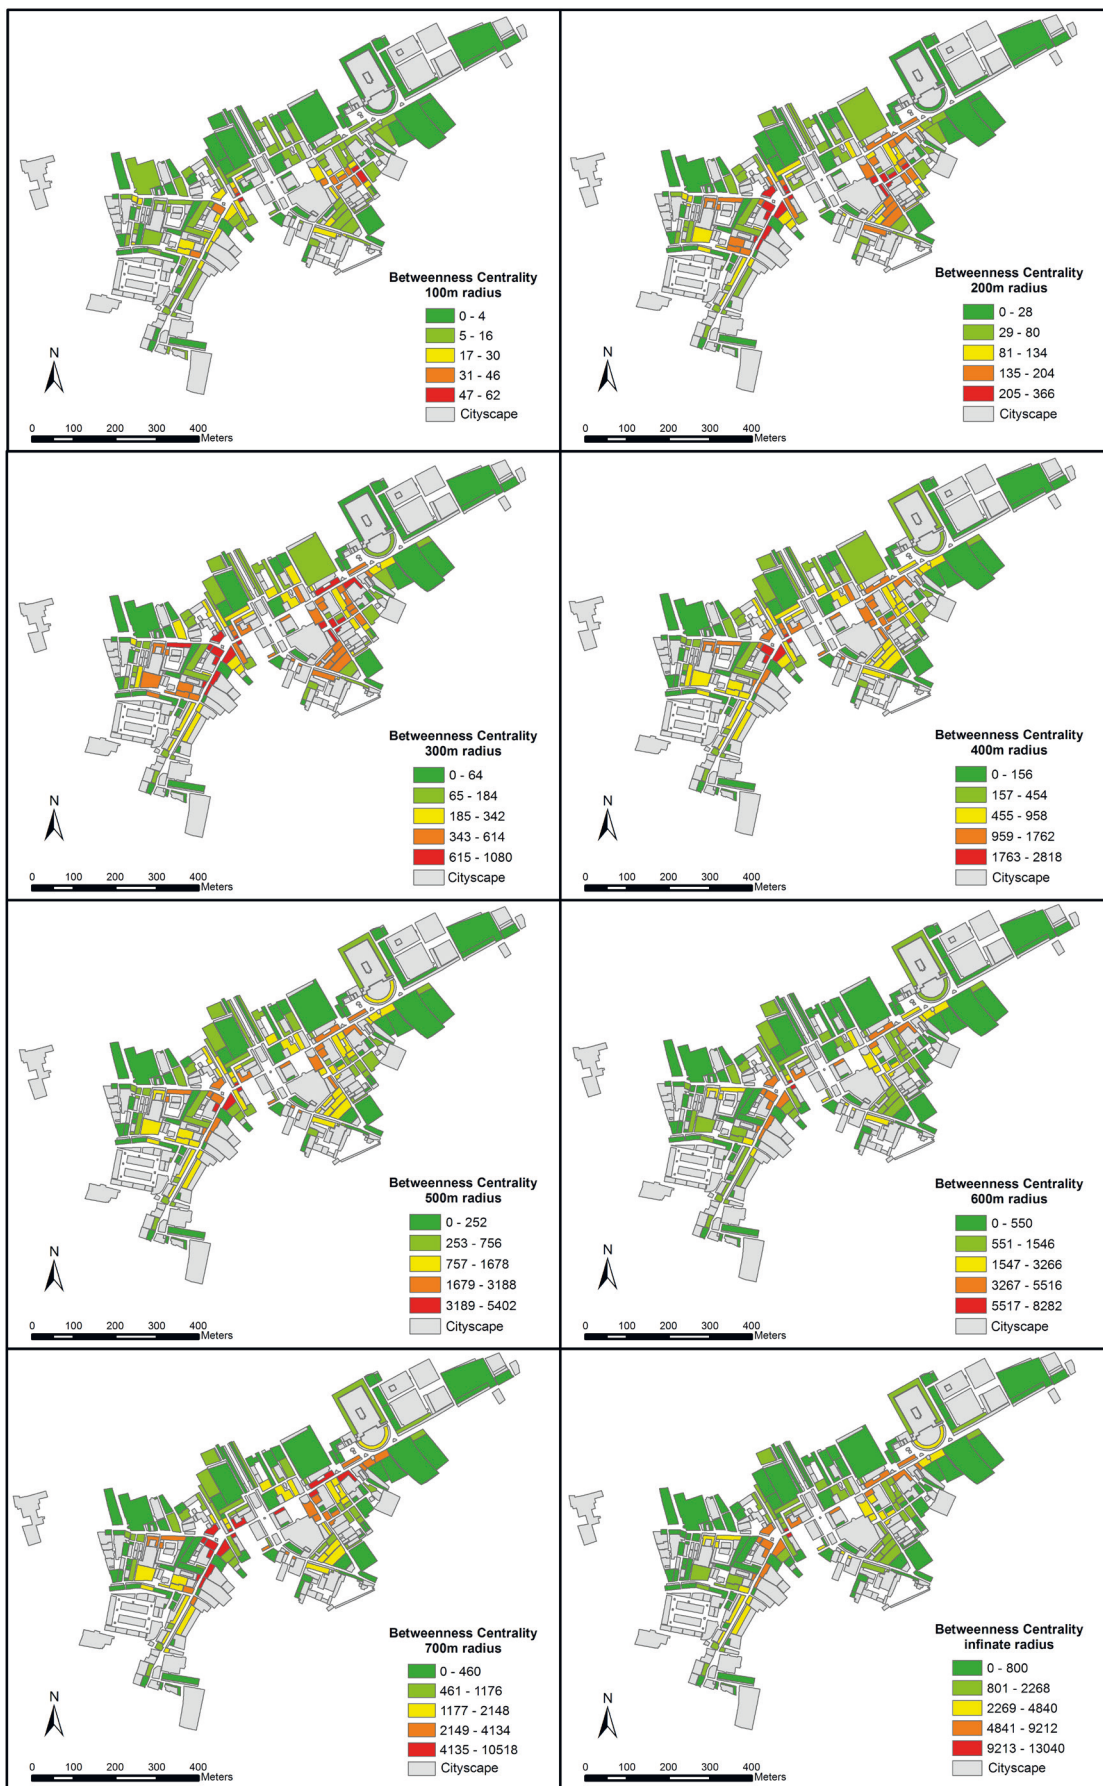 Betweenness Centrality
100m radius
0 - 4
5 - 16
17 - 30
31 - 46
47 - 62
Cityscape
N
0 100 200 300 400
Meters
Betweenness Centrality
200m radius
0 - 28
29 - 80
81 - 134
135 - 204
205 - 366
Cityscape
N
0 100 200 300 400
Meters
Betweenness Centrality
300m radius
0 - 64
65 - 184
185 - 342
343 - 614
615 - 1080
Cityscape
N
0 100 200 300 400
Meters
Betweenness Centrality
400m radius
0 - 156
157 - 454
455 - 958
959 - 1762
1763 - 2818
Cityscape
N
0 100 200 300 400
Meters
Betweenness Centrality
500m radius
0 - 252
253 - 756
757 - 1678
1679 - 3188
3189 - 5402
Cityscape
N
0 100 200 300 400
Meters
Betweenness Centrality
600m radius
0 - 550
551 - 1546
1547 - 3266
3267 - 5516
5517 - 8282
Cityscape
N
0 100 200 300 400
Meters
Betweenness Centrality
700m radius
0 - 460
461 - 1176
1177 - 2148
2149 - 4134
4135 - 10518
Cityscape
N
0 100 200 300 400
Meters
Betweenness Centrality
infinate radius
0 - 800
801 - 2268
2269 - 4840
4841 - 9212
9213 - 13040
Cityscape
N
0 100 200 300 400
Meters